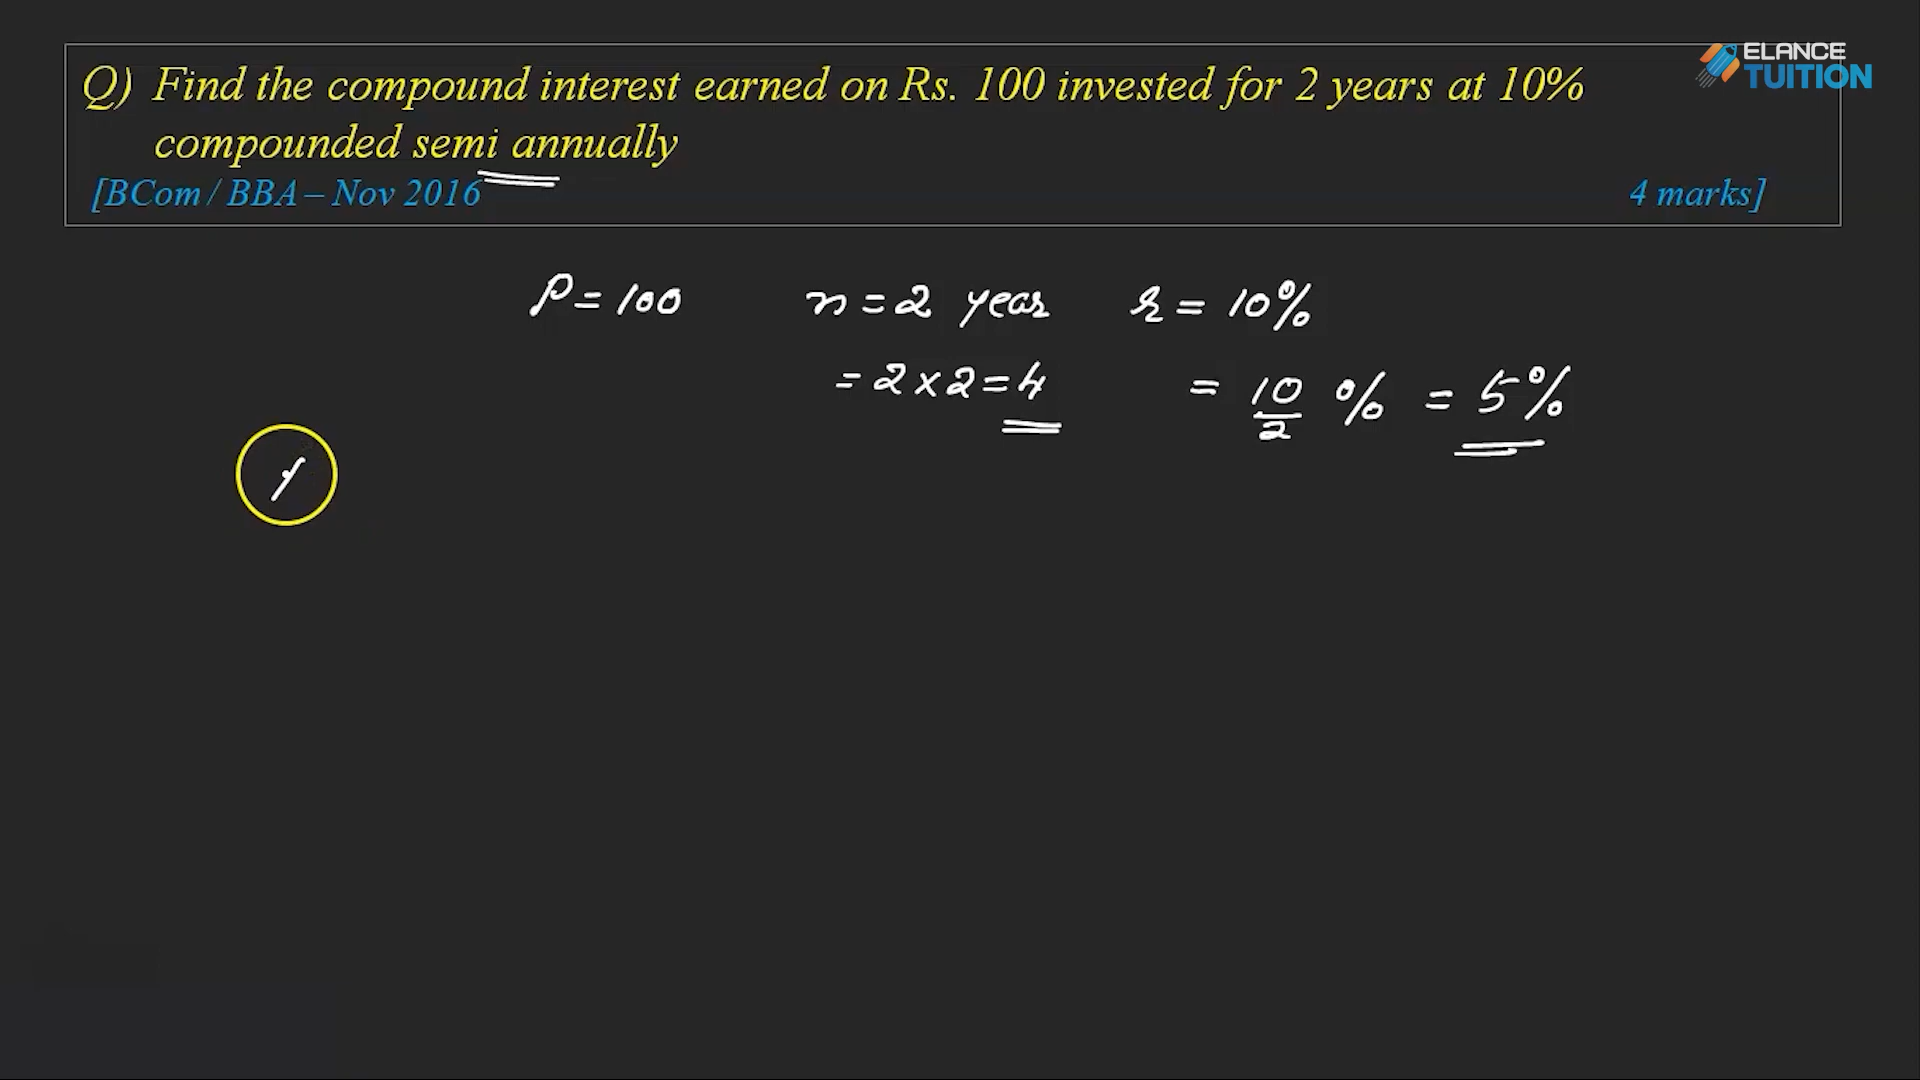 ELANCE
TUITION
Q) Find the compound interest earned on Rs. 100 invested for 2 years at 10%
compounded semi annually
[BCom / BBA – Nov 2016 4 marks]
P = 100 n = 2 year r = 10%
= 2 × 2 = 4 = 10/2 % = 5%